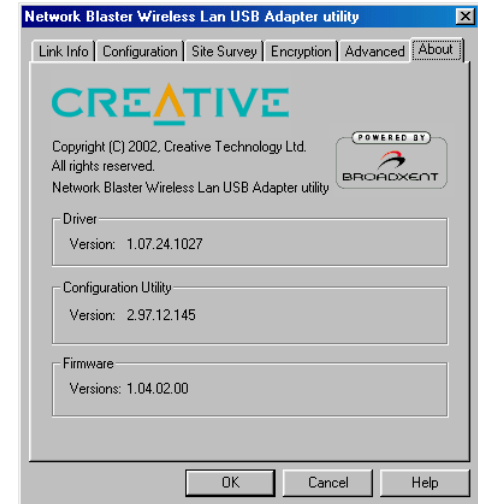 Network Blaster Wireless Lan USB Adapter utility
Link Info Configuration Site Survey Encryption Advanced About
CREATIVE
Copyright (C) 2002, Creative Technology Ltd.
All rights reserved.
Network Blaster Wireless Lan USB Adapter utility
POWERED BY
BROADXENT
Driver
Version: 1.07.24.1027
Configuration Utility
Version: 2.97.12.145
Firmware
Versions: 1.04.02.00
OK Cancel Help